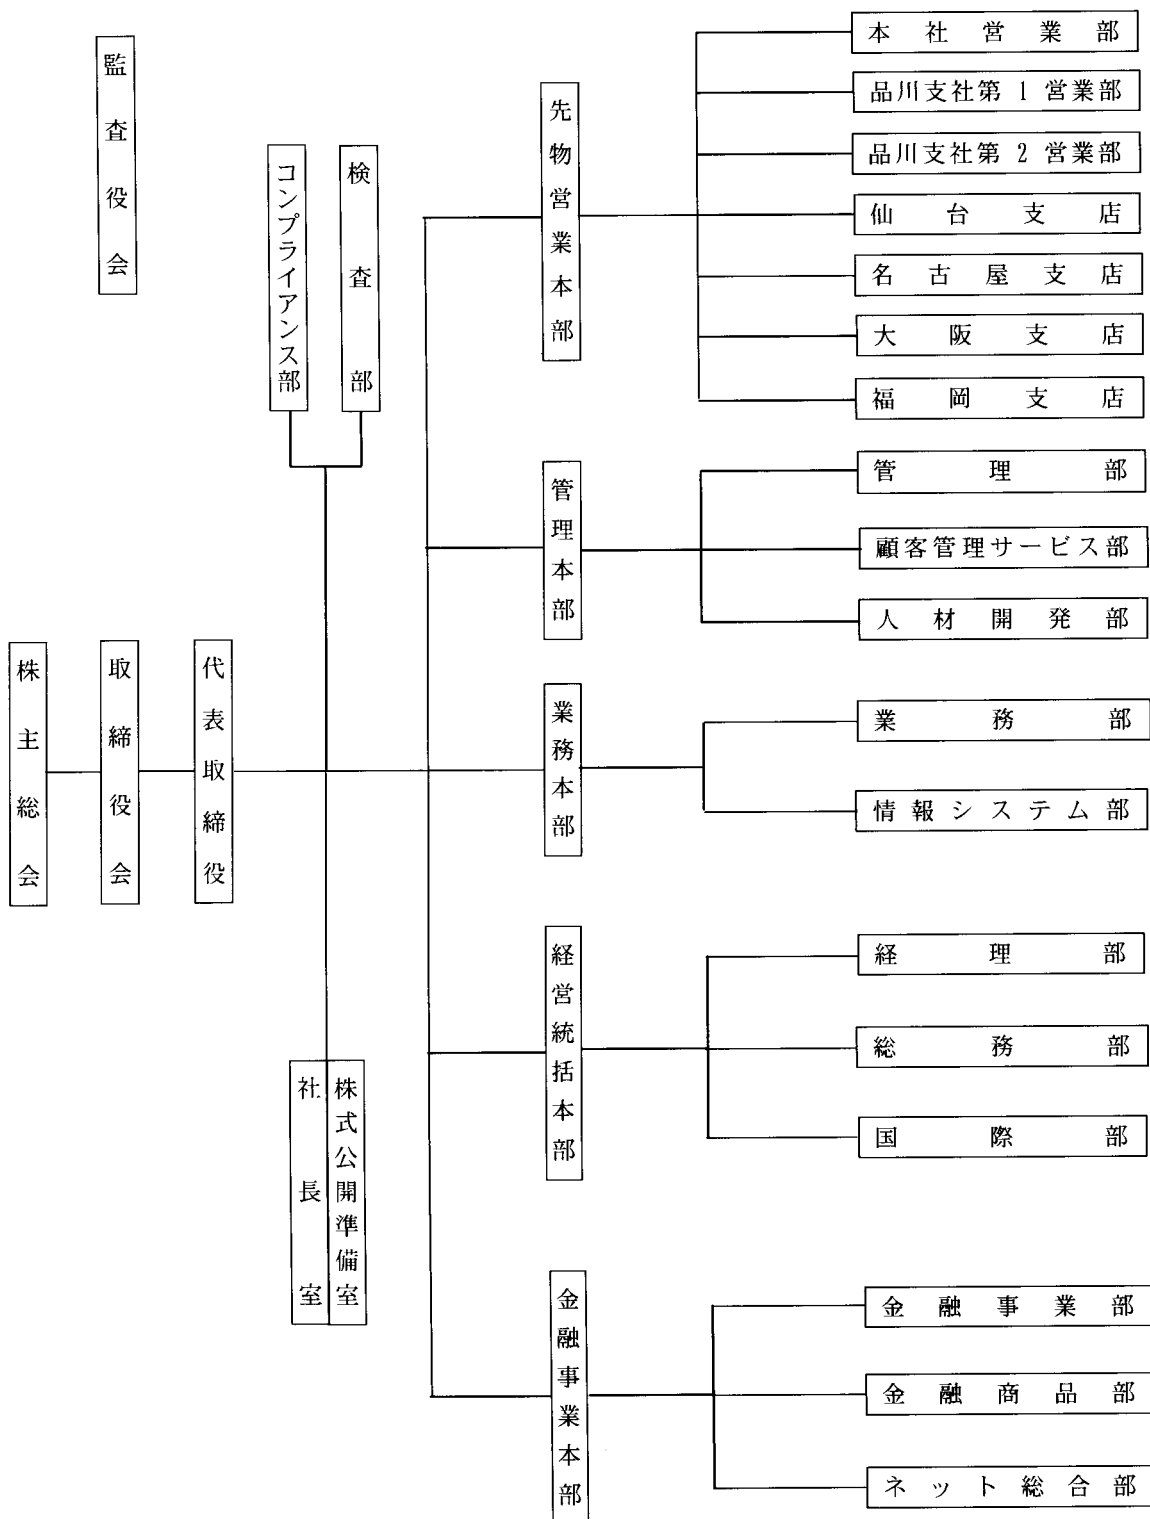 監査役会
コンプライアンス部
検査部
株主総会
取締役会
代表取締役
社長室
株式公開準備室
先物営業本部
本社営業部
品川支社第1営業部
品川支社第2営業部
仙台支店
名古屋支店
大阪支店
福岡支店
管理本部
管理部
顧客管理サービス部
人材開発部
業務本部
業務部
情報システム部
経営統括本部
経理部
総務部
国際部
金融事業本部
金融事業部
金融商品部
ネット総合部